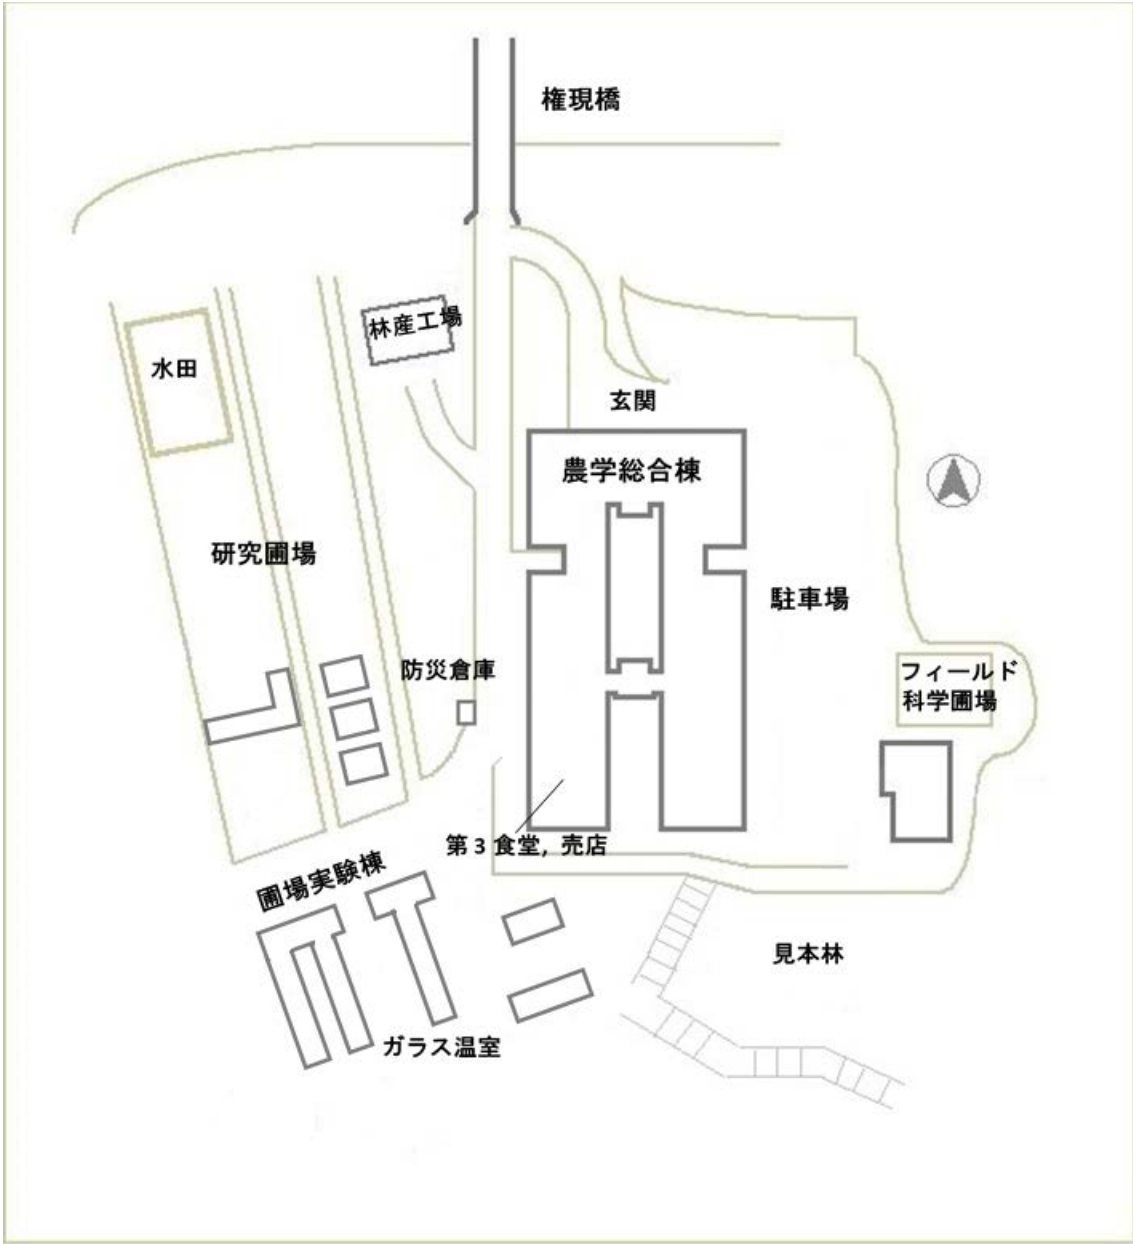 権現橋
林産工場
水田
玄関
農学総合棟
研究圃場
駐車場
防災倉庫
フィールド
科学圃場
第3食堂,売店
圃場実験棟
見本林
ガラス温室